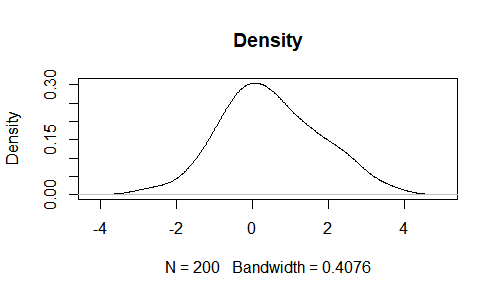 Density
Density
0.00 0.15 0.30
-4 -2 0 2 4
N = 200 Bandwidth = 0.4076